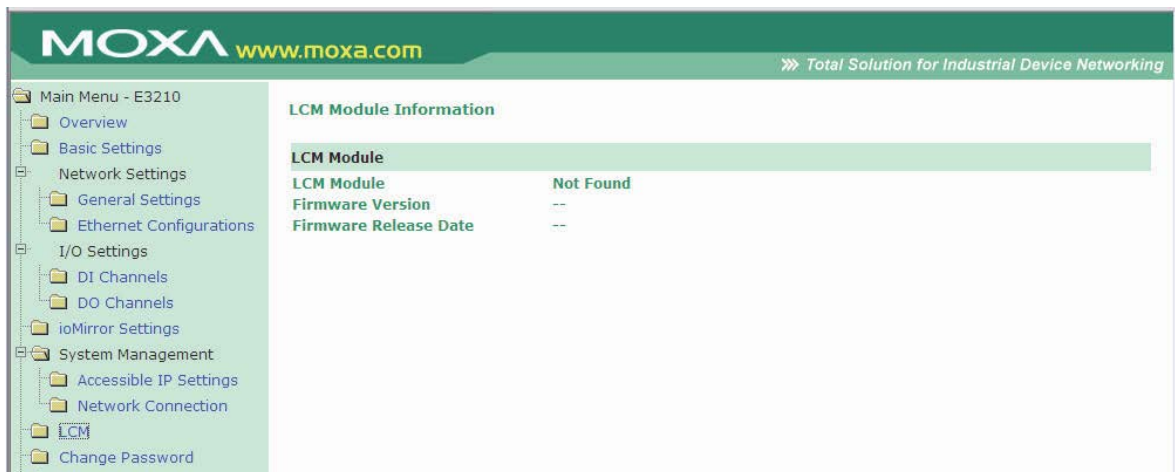 MOXA www.moxa.com
Total Solution for Industrial Device Networking
Main Menu - E3210
Overview
Basic Settings
Network Settings
General Settings
Ethernet Configurations
I/O Settings
DI Channels
DO Channels
ioMirror Settings
System Management
Accessible IP Settings
Network Connection
LCM
Change Password
LCM Module Information
LCM Module
LCM Module Not Found
Firmware Version --
Firmware Release Date --